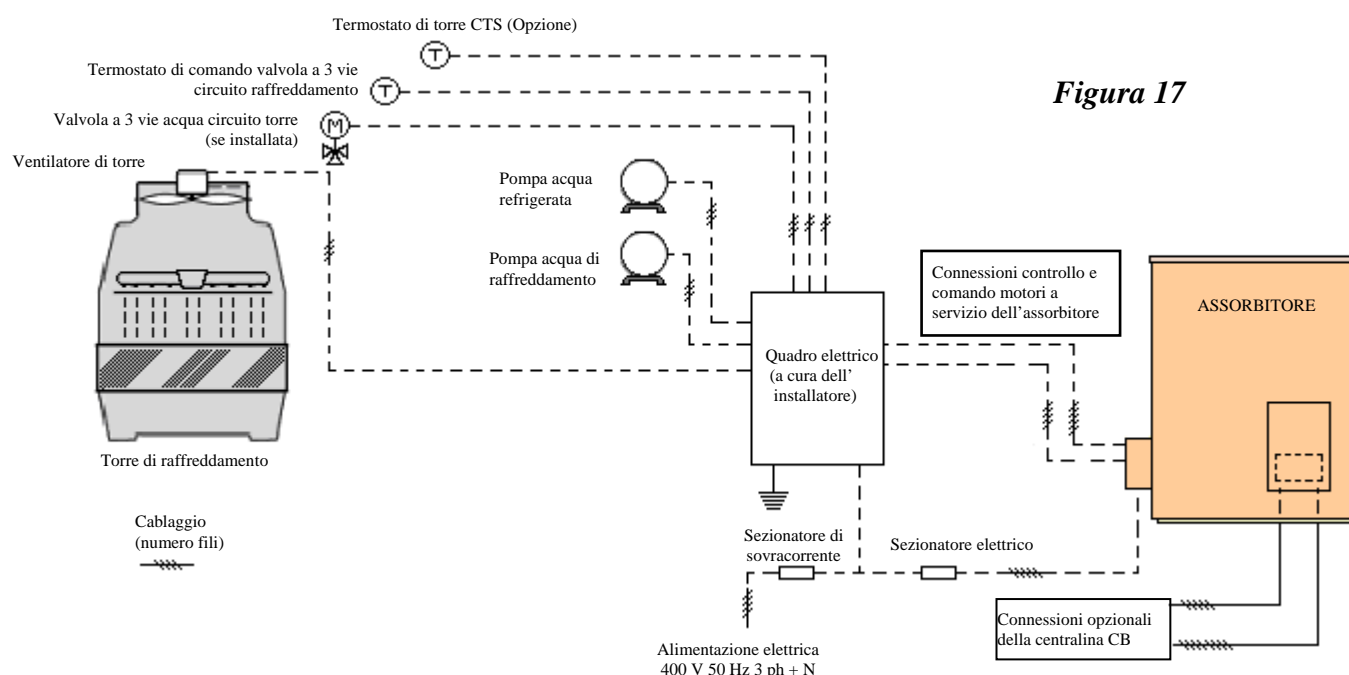 Termostato di torre CTS (Opzione)
T
Termostato di comando valvola a 3 vie
circuito raffreddamento
T
Figura 17
Valvola a 3 vie acqua circuito torre
(se installata)
M
Ventilatore di torre
Pompa acqua
refrigerata
Pompa acqua di
raffreddamento
Connessioni controllo e
comando motori a
servizio dell'assorbitore
ASSORBITORE
Quadro elettrico
(a cura dell'
installatore)
Torre di raffreddamento
Cablaggio
(numero fili)
Sezionatore di
sovracorrente
Sezionatore elettrico
Connessioni opzionali
della centralina CB
Alimentazione elettrica
400 V 50 Hz 3 ph + N